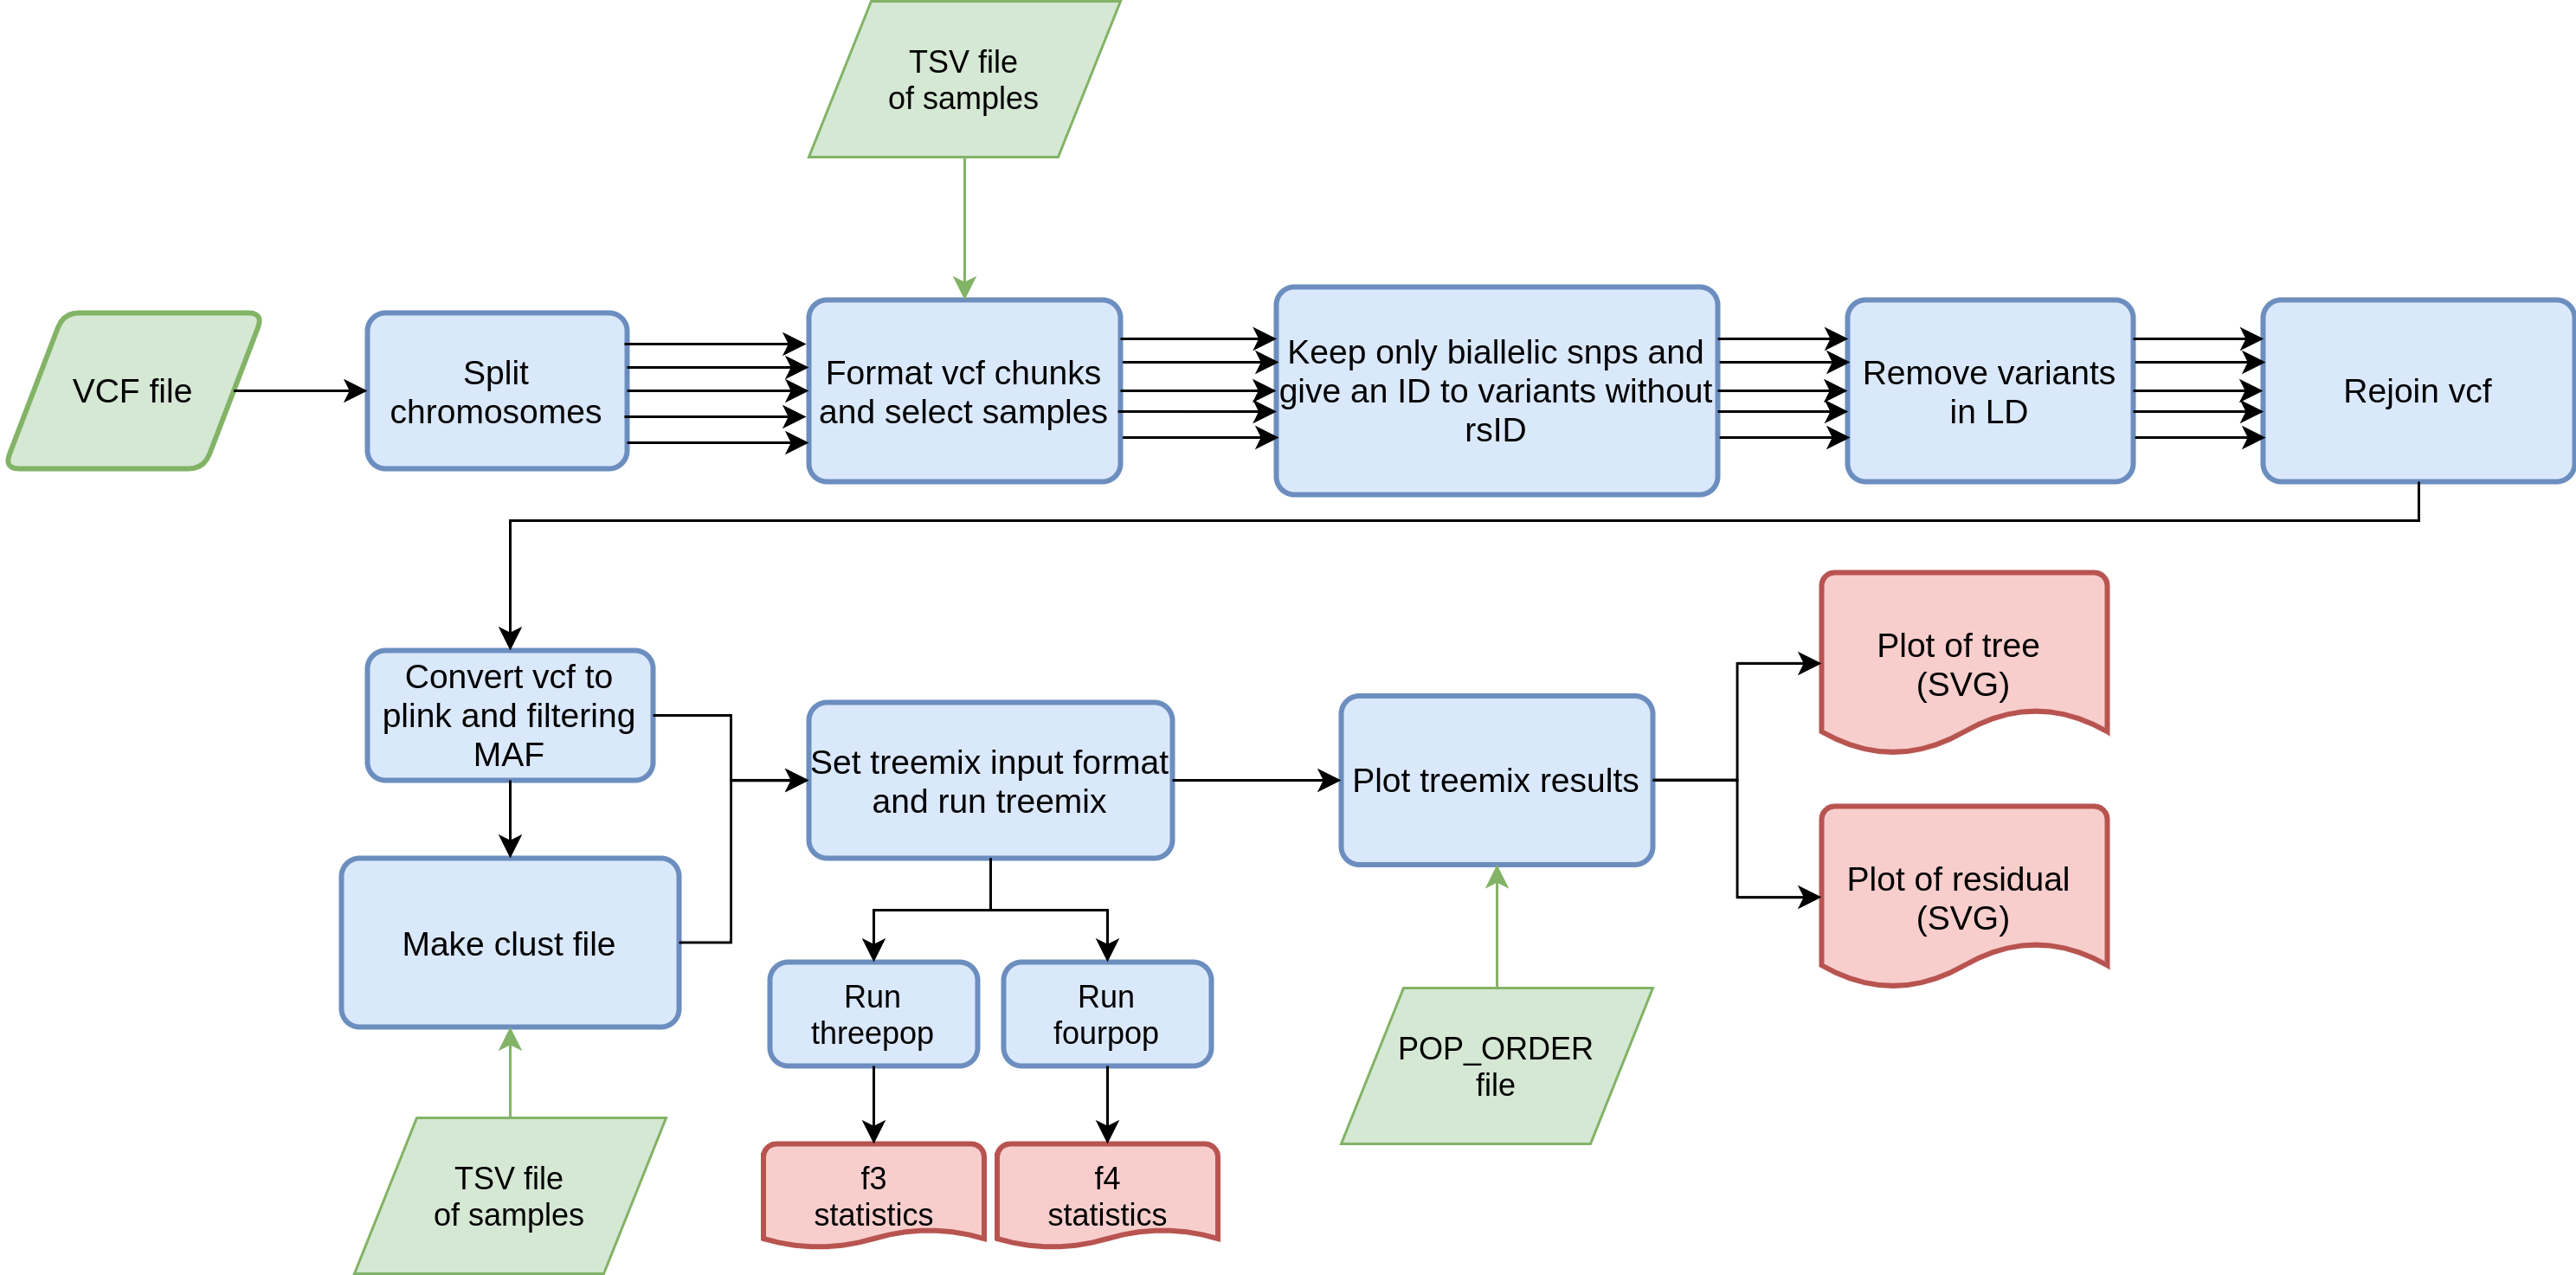 TSV file
of samples
VCF file
Split
chromosomes
Format vcf chunks
and select samples
Keep only biallelic snps and
give an ID to variants without
rsID
Remove variants
in LD
Rejoin vcf
Convert vcf to
plink and filtering
MAF
Make clust file
TSV file
of samples
Set treemix input format
and run treemix
Run
threepop
Run
fourpop
f3
statistics
f4
statistics
Plot treemix results
POP_ORDER
file
Plot of tree
(SVG)
Plot of residual
(SVG)